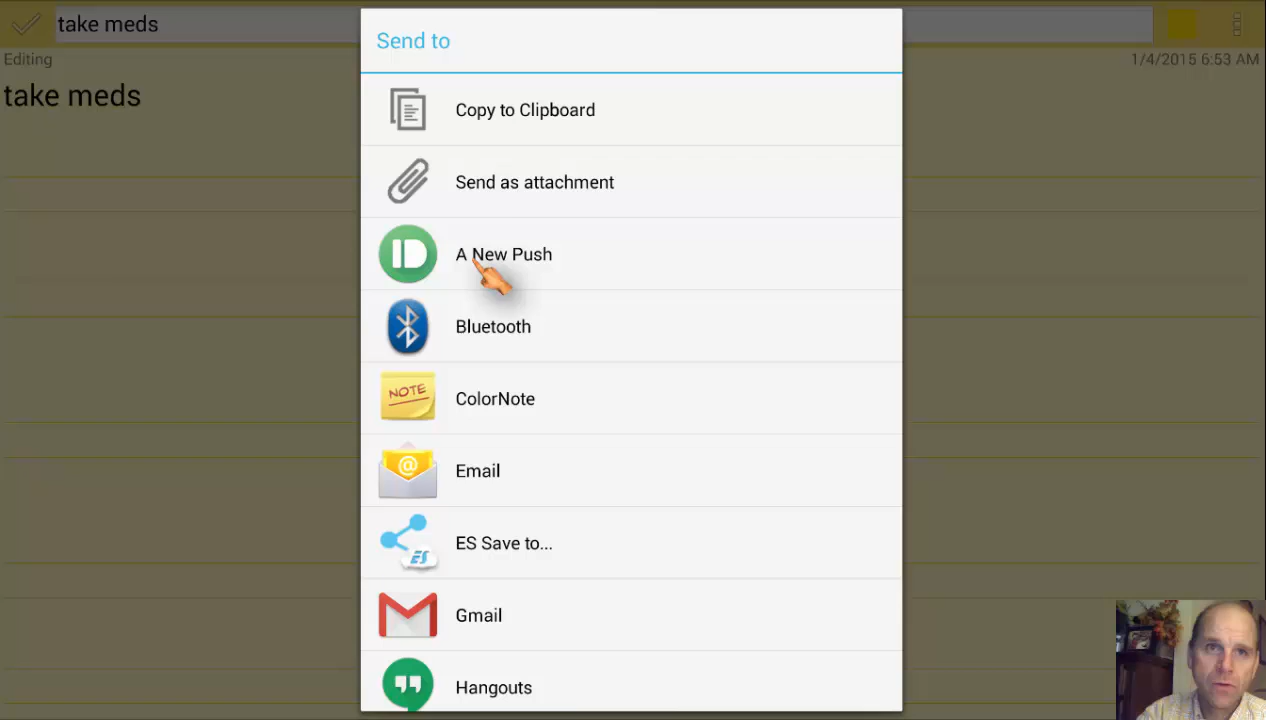 take meds
Editing
1/4/2015 6:53 AM
take meds
Send to
Copy to Clipboard
Send as attachment
A New Push
Bluetooth
NOTE
ColorNote
@
Email
ES
ES Save to...
Gmail
Hangouts